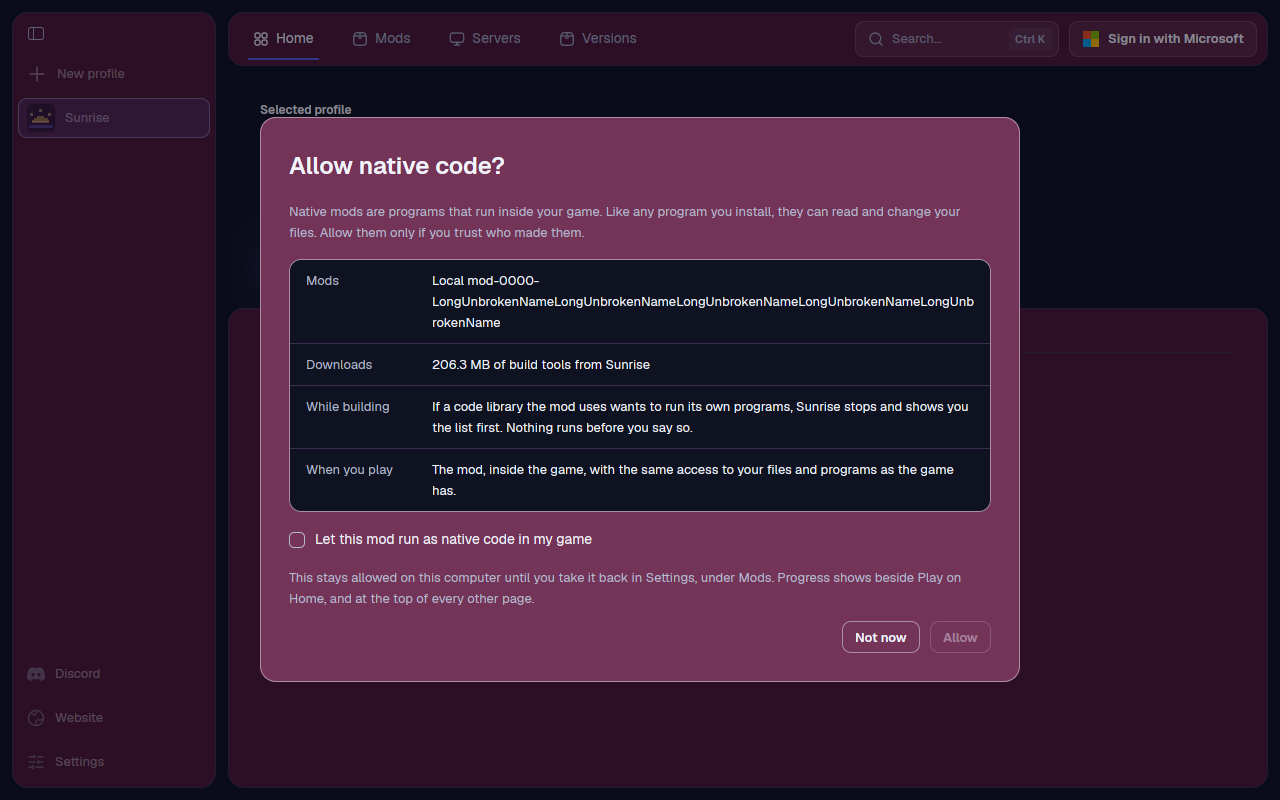 Home
Mods
Servers
Versions
Search...
Ctrl K
Sign in with Microsoft
New profile
Sunrise
Selected profile
Allow native code?
Native mods are programs that run inside your game. Like any program you install, they can read and change your
files. Allow them only if you trust who made them.
Mods
Local mod-0000-
LongUnbrokenNameLongUnbrokenNameLongUnbrokenNameLongUnbrokenNameLongUnb
rokenName
Downloads
206.3 MB of build tools from Sunrise
While building
If a code library the mod uses wants to run its own programs, Sunrise stops and shows you
the list first. Nothing runs before you say so.
When you play
The mod, inside the game, with the same access to your files and programs as the game
has.
Let this mod run as native code in my game
This stays allowed on this computer until you take it back in Settings, under Mods. Progress shows beside Play on
Home, and at the top of every other page.
Not now
Allow
Discord
Website
Settings